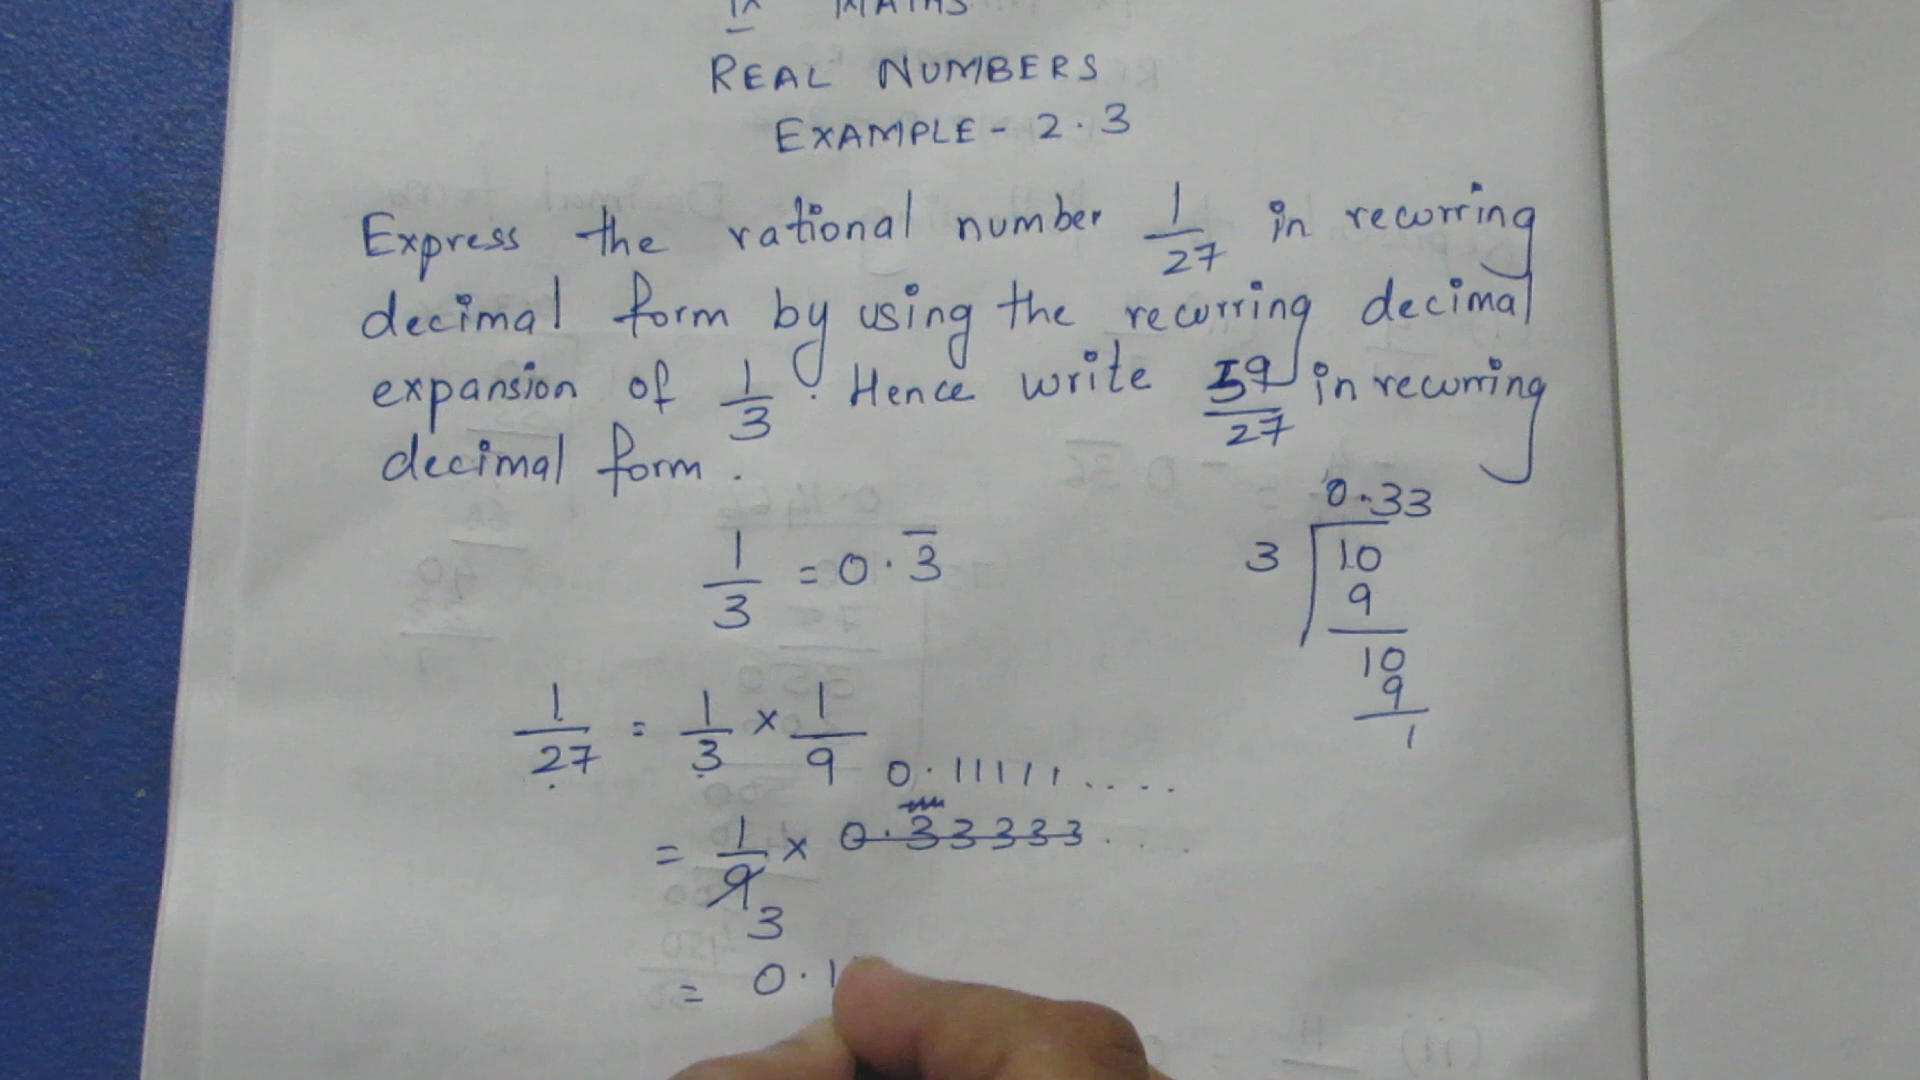 IX MATHS
REAL NUMBERS
EXAMPLE - 2.3
Express the rational number 1/27 in recurring
decimal form by using the recurring decimal
expansion of 1/3. Hence write 59/27 in recurring
decimal form.
1/3 = 0.3̅
0.33
3 10
9
10
9
1
1/27 = 1/3 × 1/9
0.11111....
= 1/9 × 0.33333....
3
= 0.1